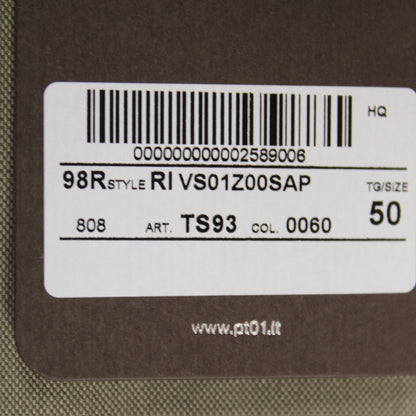 HQ
000000000002589006
98R STYLE RI VS01Z00SAP TG/SIZE
808 ART. TS93 COL. 0060 50
www.pt01.it